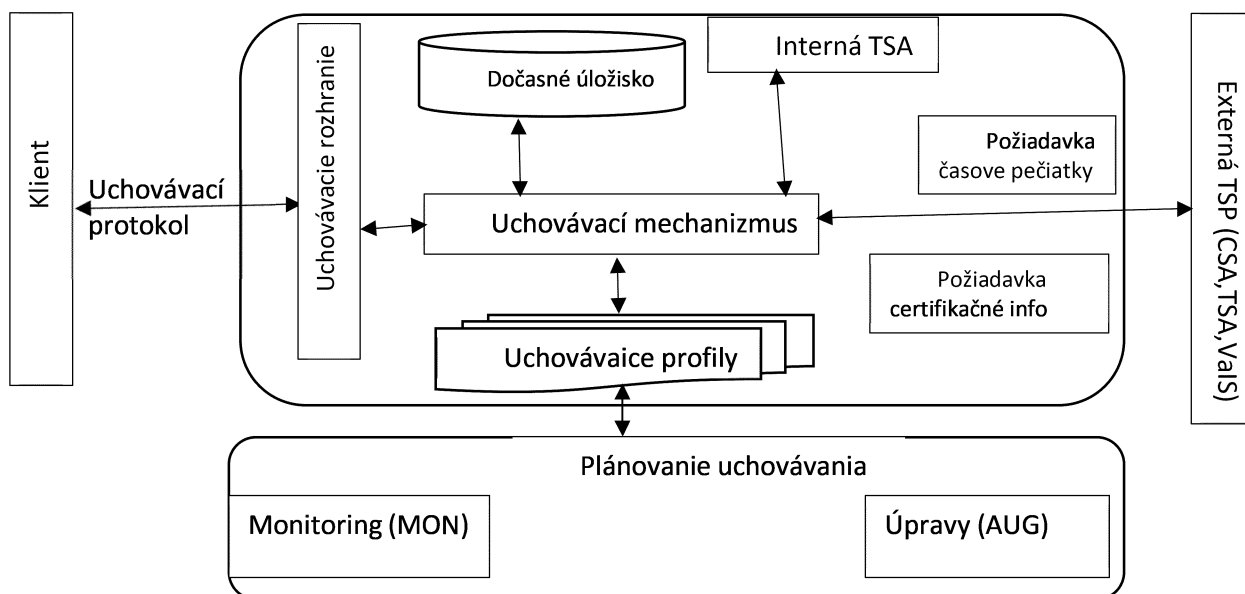 Klient
Uchovávací
protokol
Uchovávacie rozhranie
Dočasné úložisko
Interná TSA
Požiadavka
časove pečiatky
Uchovávací mechanizmus
Požiadavka
certifikačné info
Uchovávaice profily
Externá TSP (CSA,TSA,ValS)
Plánovanie uchovávania
Monitoring (MON)
Úpravy (AUG)